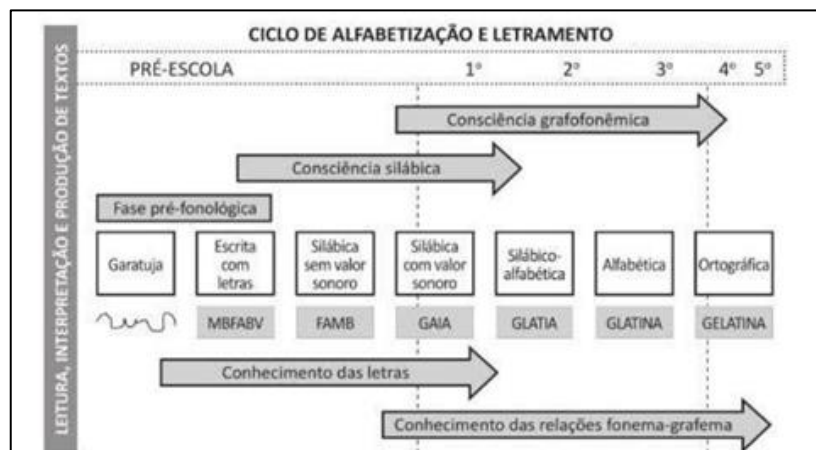 CICLO DE ALFABETIZAÇÃO E LETRAMENTO
PRÉ-ESCOLA 1º 2º 3º 4º 5º
Consciência grafofonêmica
Consciência silábica
Fase pré-fonológica
Garatuja
Escrita
com
letras
Silábica
sem valor
sonoro
Silábica
com valor
sonoro
Silábico-
alfabética
Alfabética
Ortográfica
MBFABV
FAMB
GAIA
GLATIA
GLATINA
GELATINA
Conhecimento das letras
Conhecimento das relações fonema-grafema
LEITURA, INTERPRETAÇÃO E PRODUÇÃO DE TEXTOS